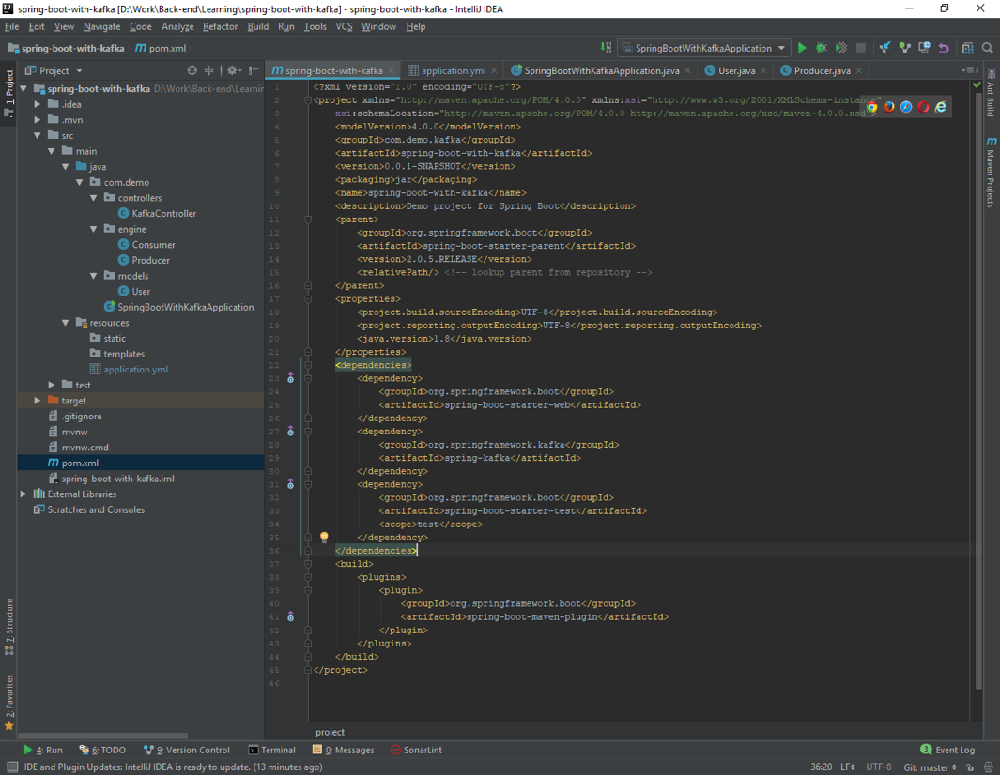 spring-boot-with-kafka [D:\Work\Back-end\Learning\spring-boot-with-kafka] - spring-boot-with-kafka - IntelliJ IDEA
File Edit View Navigate Code Analyze Refactor Build Run Tools VCS Window Help
spring-boot-with-kafka m pom.xml SpringBootWithKafkaApplication
1: Project
Project
m spring-boot-with-kafka application.yml SpringBootWithKafkaApplication.java User.java Producer.java
spring-boot-with-kafka D:\Work\Back-end\Learnin
.idea
.mvn
src
main
java
com.demo
controllers
KafkaController
engine
Consumer
Producer
models
User
SpringBootWithKafkaApplication
resources
static
templates
application.yml
test
target
.gitignore
mvnw
mvnw.cmd
m pom.xml
spring-boot-with-kafka.iml
External Libraries
Scratches and Consoles
7: Structure
2: Favorites
1 <?xml version="1.0" encoding="UTF-8"?>
2 <project xmlns="http://maven.apache.org/POM/4.0.0" xmlns:xsi="http://www.w3.org/2001/XMLSchema-instance"
3 xsi:schemaLocation="http://maven.apache.org/POM/4.0.0 http://maven.apache.org/xsd/maven-4.0.0.xsd">
4 <modelVersion>4.0.0</modelVersion>
5 <groupId>com.demo.kafka</groupId>
6 <artifactId>spring-boot-with-kafka</artifactId>
7 <version>0.0.1-SNAPSHOT</version>
8 <packaging>jar</packaging>
9 <name>spring-boot-with-kafka</name>
10 <description>Demo project for Spring Boot</description>
11 <parent>
12 <groupId>org.springframework.boot</groupId>
13 <artifactId>spring-boot-starter-parent</artifactId>
14 <version>2.0.5.RELEASE</version>
15 <relativePath/> <!-- lookup parent from repository -->
16 </parent>
17 <properties>
18 <project.build.sourceEncoding>UTF-8</project.build.sourceEncoding>
19 <project.reporting.outputEncoding>UTF-8</project.reporting.outputEncoding>
20 <java.version>1.8</java.version>
21 </properties>
22 <dependencies>
23 <dependency>
24 <groupId>org.springframework.boot</groupId>
25 <artifactId>spring-boot-starter-web</artifactId>
26 </dependency>
27 <dependency>
28 <groupId>org.springframework.kafka</groupId>
29 <artifactId>spring-kafka</artifactId>
30 </dependency>
31 <dependency>
32 <groupId>org.springframework.boot</groupId>
33 <artifactId>spring-boot-starter-test</artifactId>
34 <scope>test</scope>
35 </dependency>
36 </dependencies>
37 <build>
38 <plugins>
39 <plugin>
40 <groupId>org.springframework.boot</groupId>
41 <artifactId>spring-boot-maven-plugin</artifactId>
42 </plugin>
43 </plugins>
44 </build>
45 </project>
46
project
Ant Build
m Maven Projects
4: Run 6: TODO 9: Version Control Terminal 0: Messages SonarLint 3 Event Log
IDE and Plugin Updates: IntelliJ IDEA is ready to update. (13 minutes ago) 36:20 LF UTF-8 Git: master